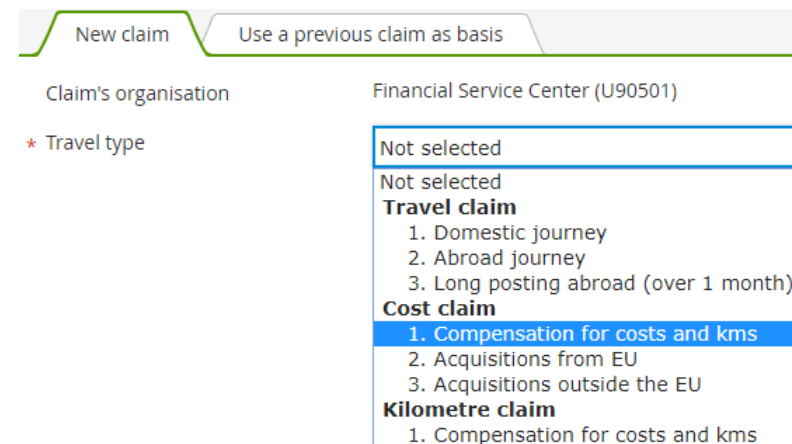 New claim
Use a previous claim as basis
Claim's organisation
Financial Service Center (U90501)
* Travel type
Not selected
Not selected
Travel claim
1. Domestic journey
2. Abroad journey
3. Long posting abroad (over 1 month)
Cost claim
1. Compensation for costs and kms
2. Acquisitions from EU
3. Acquisitions outside the EU
Kilometre claim
1. Compensation for costs and kms